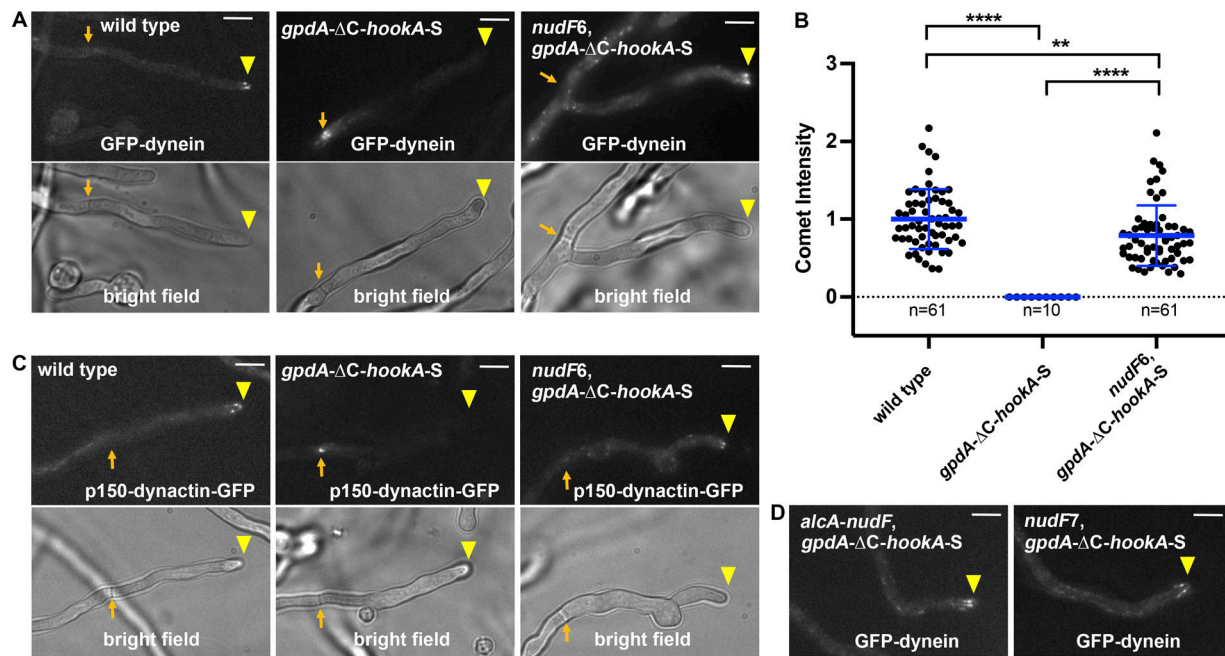 A
wild type
GFP-dynein
bright field
gpdA-ΔC-hookA-S
GFP-dynein
bright field
nudF6,
gpdA-ΔC-hookA-S
GFP-dynein
bright field
B
****
**
****
Comet Intensity
3
2
1
0
n=61
n=10
n=61
wild type
gpdA-ΔC-hookA-S
nudF6,
gpdA-ΔC-hookA-S
C
wild type
p150-dynactin-GFP
bright field
gpdA-ΔC-hookA-S
p150-dynactin-GFP
bright field
nudF6,
gpdA-ΔC-hookA-S
p150-dynactin-GFP
bright field
D
alcA-nudF,
gpdA-ΔC-hookA-S
GFP-dynein
nudF7,
gpdA-ΔC-hookA-S
GFP-dynein